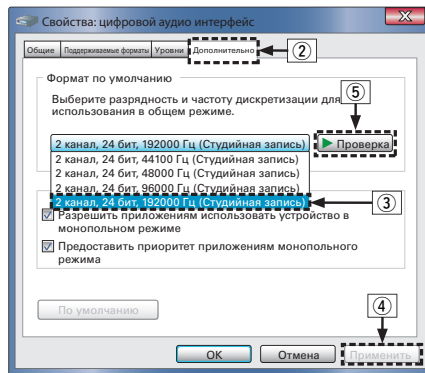 Свойства: цифровой аудио интерфейс
Общие Поддерживаемые форматы Уровни Дополнительно
2
Формат по умолчанию
Выберите разрядность и частоту дискретизации для
использования в общем режиме.
5
2 канал, 24 бит, 192000 Гц (Студийная запись) Проверка
2 канал, 24 бит, 44100 Гц (Студийная запись)
2 канал, 24 бит, 48000 Гц (Студийная запись)
2 канал, 24 бит, 96000 Гц (Студийная запись)
2 канал, 24 бит, 192000 Гц (Студийная запись)
3
Разрешить приложениям использовать устройство в
монопольном режиме
Предоставить приоритет приложениям монопольного
режима
По умолчанию
4
OK Отмена Применить